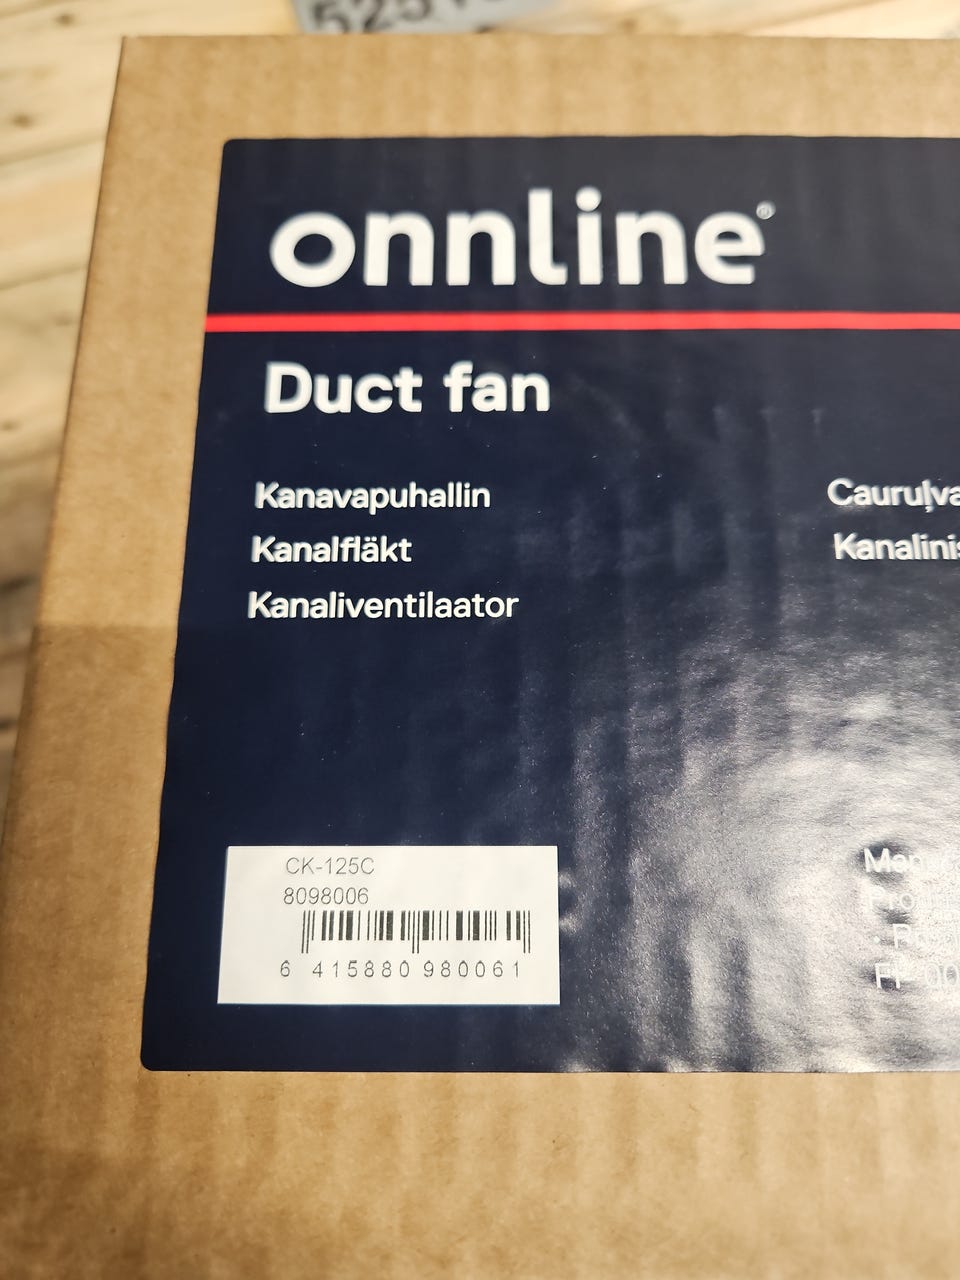 onnline®
Duct fan
Kanavapuhallin
Kanalfläkt
Kanaliventilaator
CK-125C
8098006
6 415880 980061